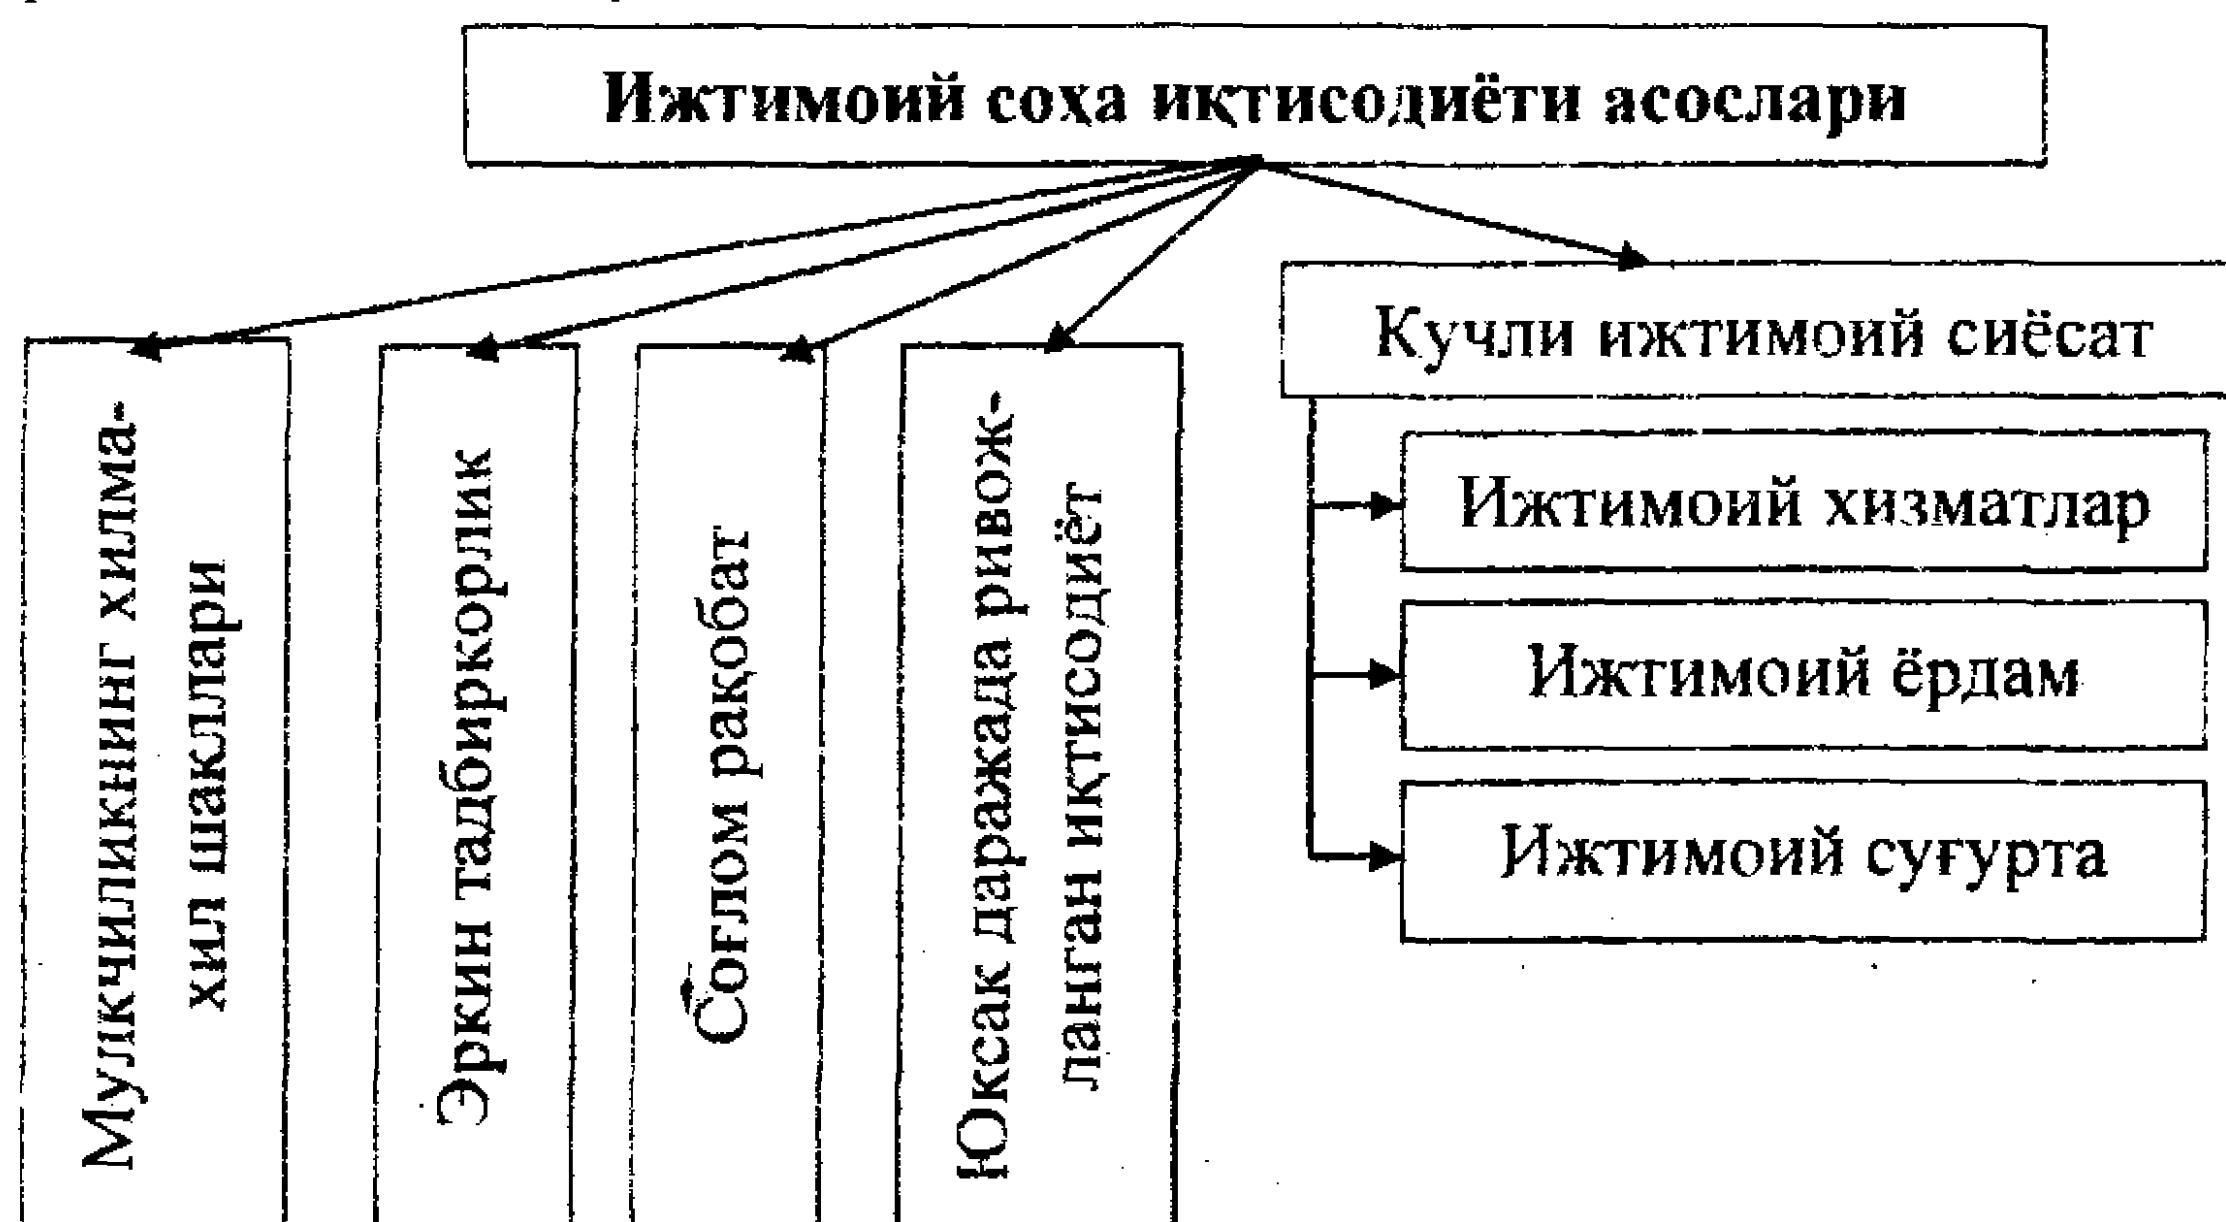 Ижтимоий соҳа иқтисодиёти асослари
Мулкчиликнинг хилма-
хил шакллари
Эркин тадбиркорлик
Соғлом рақобат
Юксак даражада ривож-
ланган иқтисодиёт
Кучли ижтимоий сиёсат
Ижтимоий хизматлар
Ижтимоий ёрдам
Ижтимоий суғурта